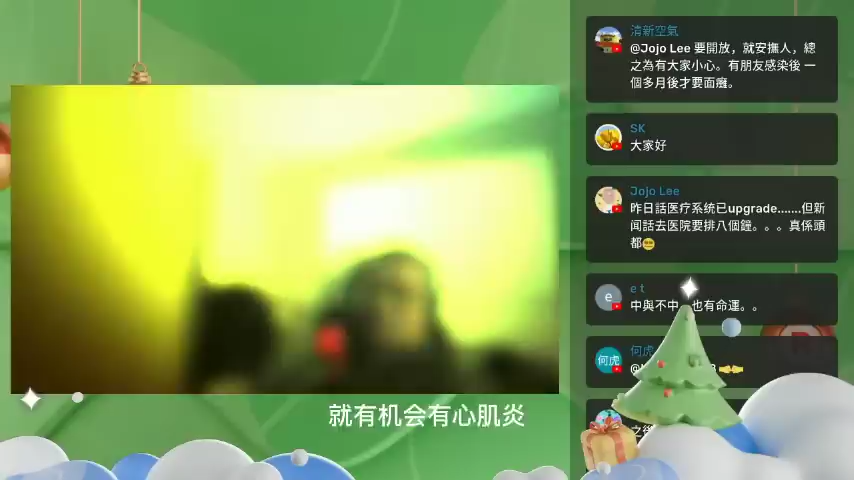 清新空氣
@Jojo Lee 要開放，就安撫人，總
之為有大家小心。有朋友感染後 一
個多月後才要面癱。
SK
大家好
Jojo Lee
昨日話医疗系统已upgrade.......但新
闻話去医院要排八個鐘。。。真係頭
都
e t
e
中與不中，也有命運。。
何虎
何虎
就有机会有心肌炎